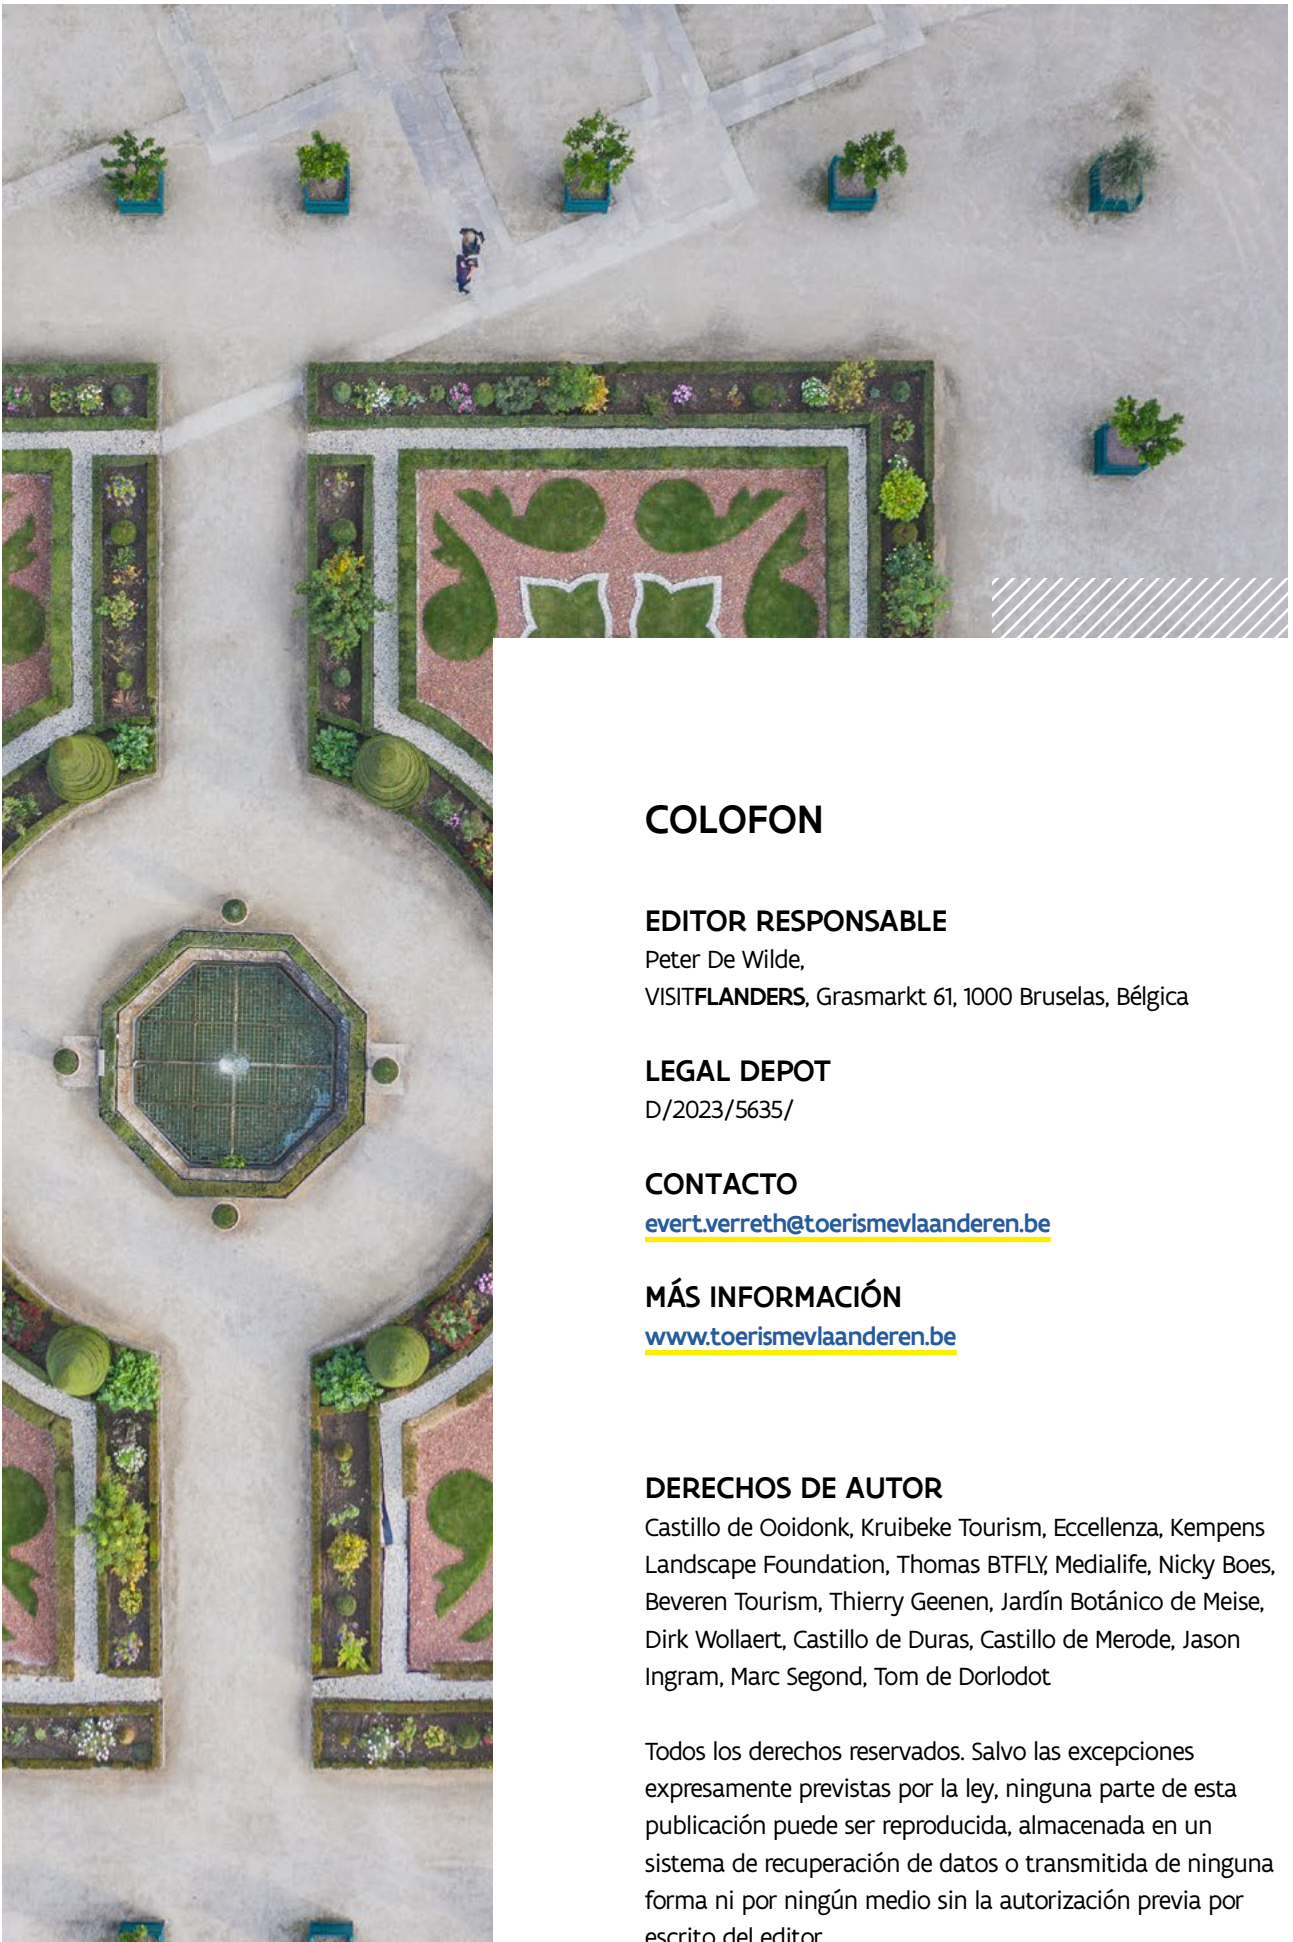 COLOFON
EDITOR RESPONSABLE
Peter De Wilde,
VISITFLANDERS, Grasmarkt 61, 1000 Bruselas, Bélgica
LEGAL DEPOT
D/2023/5635/
CONTACTO
evert.verreth@toerismevlaanderen.be
MÁS INFORMACIÓN
www.toerismevlaanderen.be
DERECHOS DE AUTOR
Castillo de Ooidonk, Kruibeke Tourism, Eccellenza, Kempens
Landscape Foundation, Thomas BTFLY, Medialife, Nicky Boes,
Beveren Tourism, Thierry Geenen, Jardín Botánico de Meise,
Dirk Wollaert, Castillo de Duras, Castillo de Merode, Jason
Ingram, Marc Segond, Tom de Dorlodot
Todos los derechos reservados. Salvo las excepciones
expresamente previstas por la ley, ninguna parte de esta
publicación puede ser reproducida, almacenada en un
sistema de recuperación de datos o transmitida de ninguna
forma ni por ningún medio sin la autorización previa por
escrito del editor